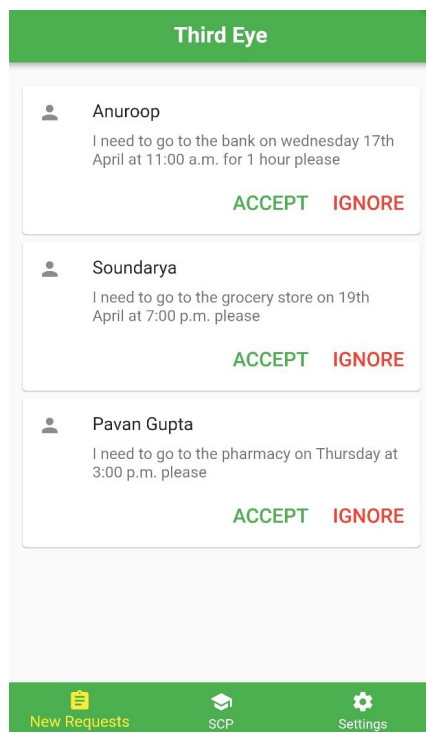 Third Eye
Anuroop
I need to go to the bank on wednesday 17th
April at 11:00 a.m. for 1 hour please
ACCEPT IGNORE
Soundarya
I need to go to the grocery store on 19th
April at 7:00 p.m. please
ACCEPT IGNORE
Pavan Gupta
I need to go to the pharmacy on Thursday at
3:00 p.m. please
ACCEPT IGNORE
New Requests SCP Settings